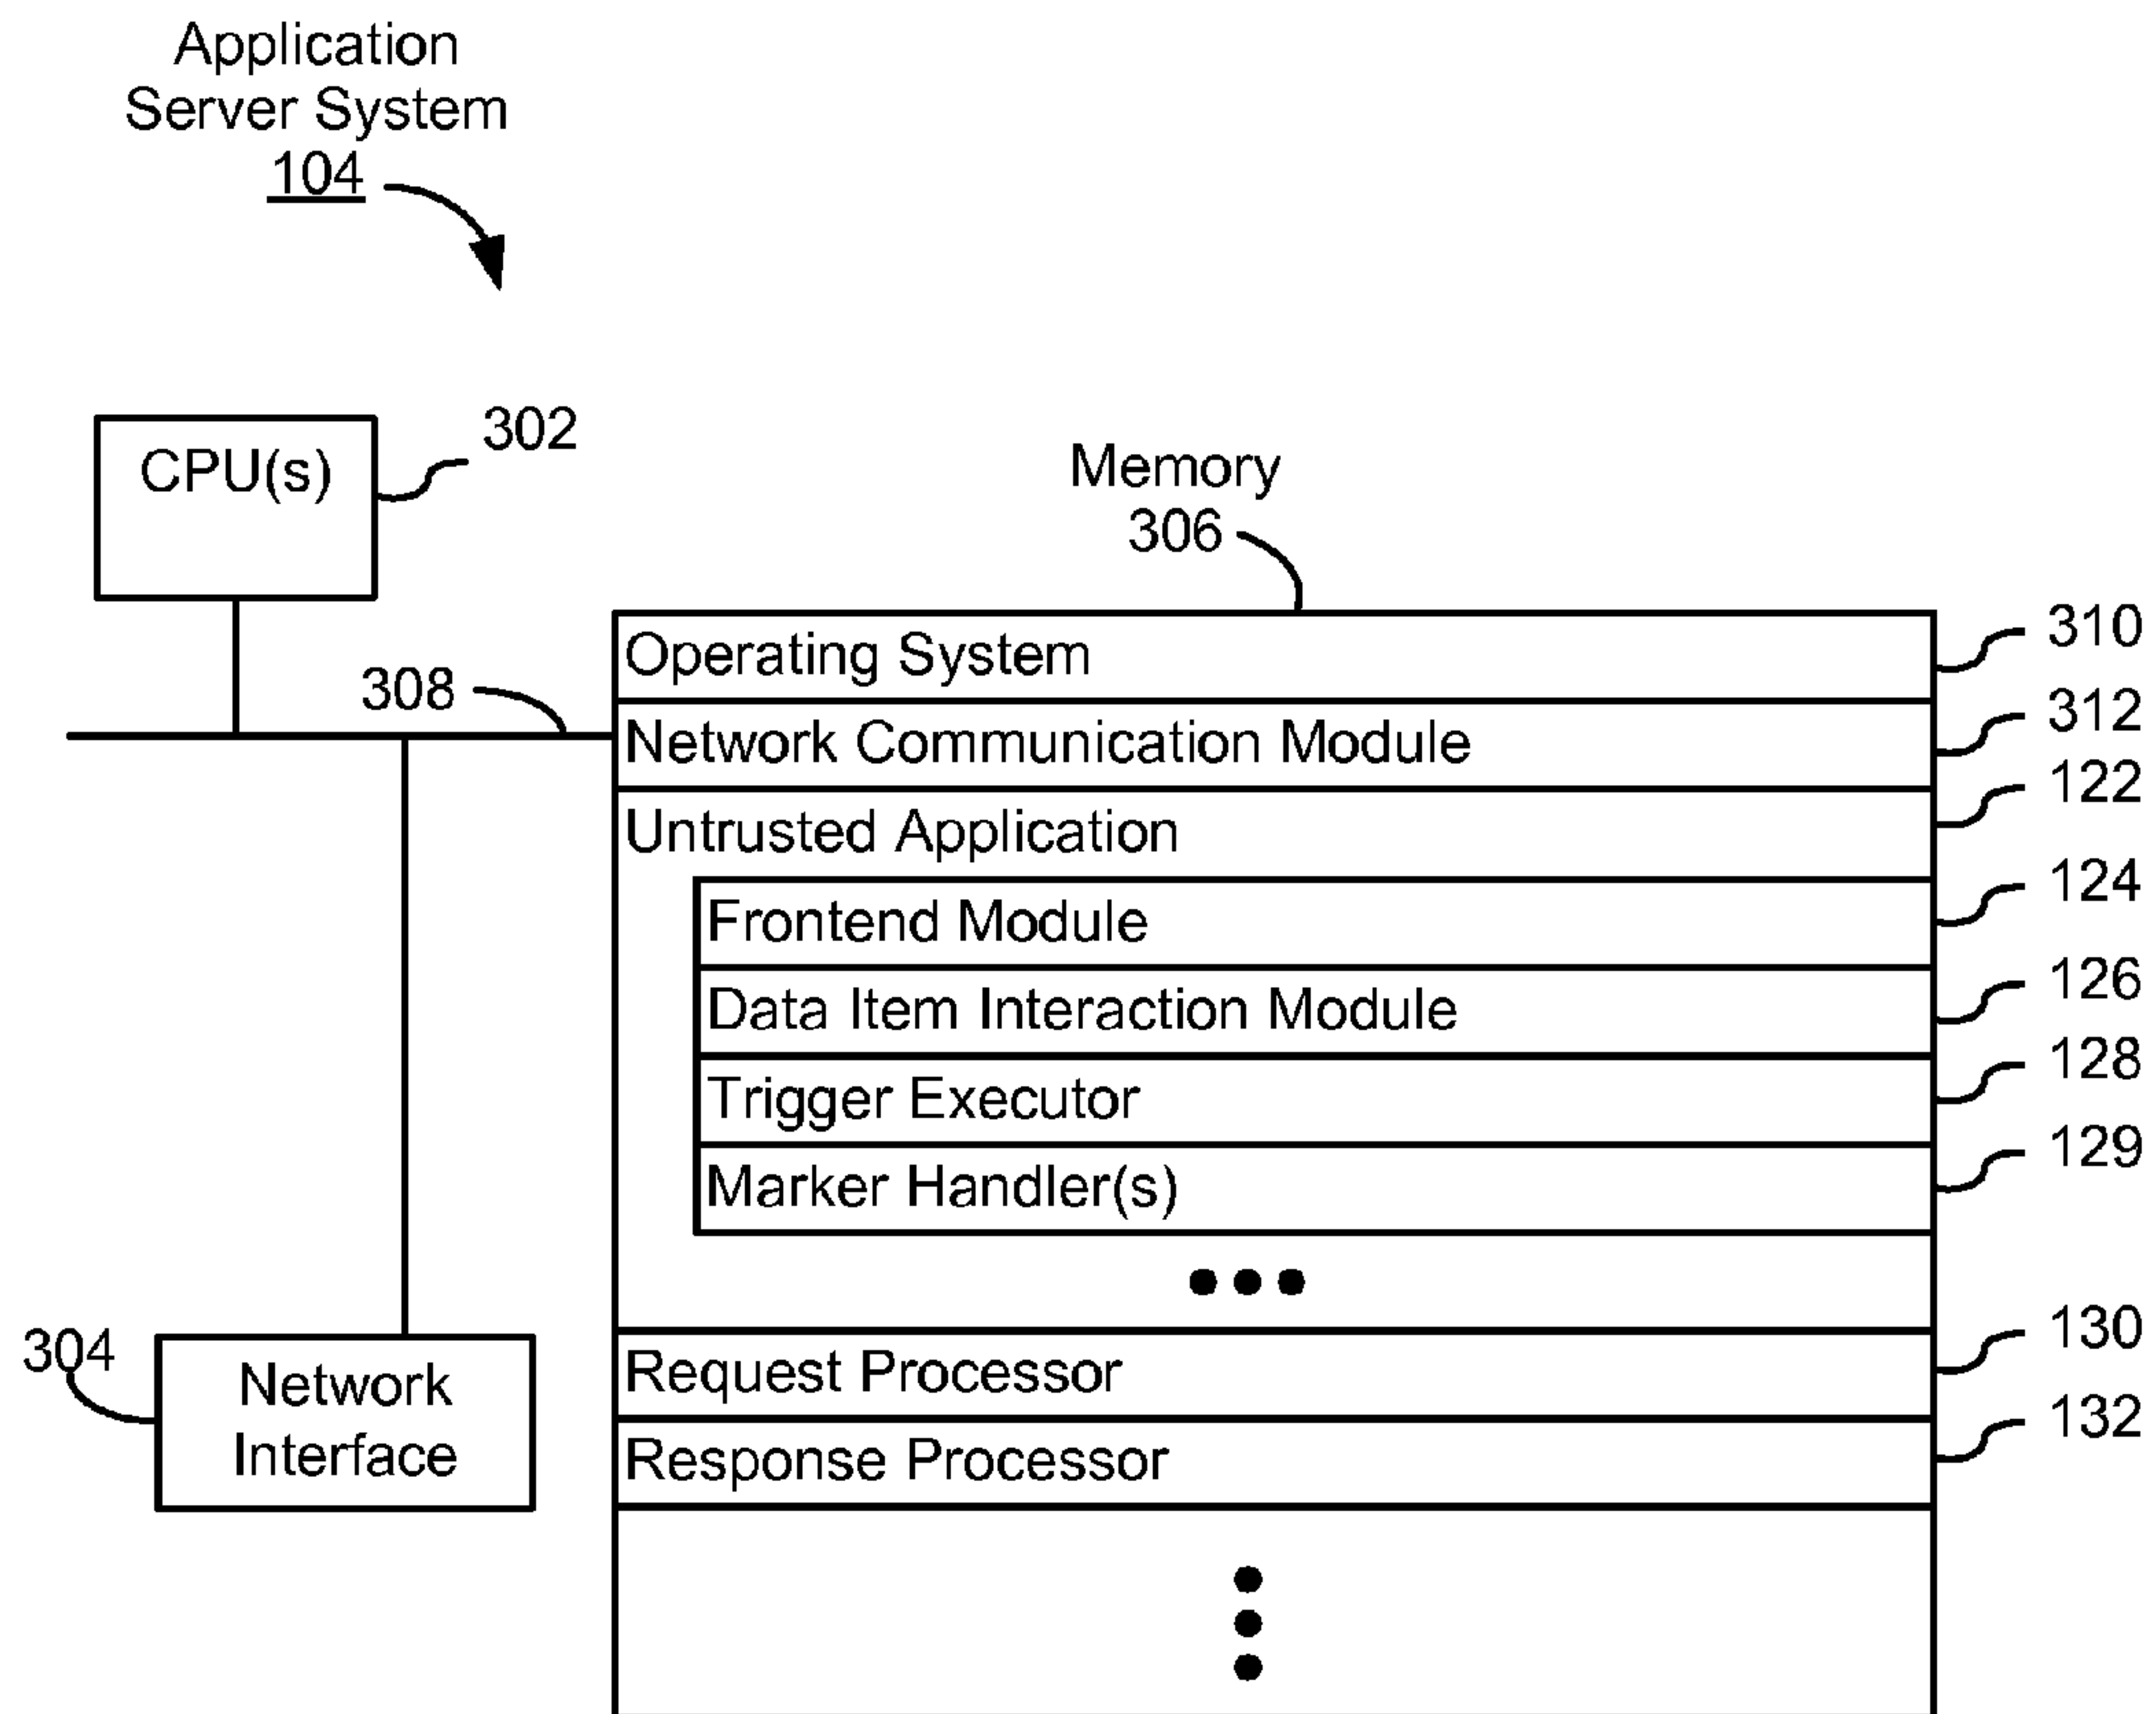 Application
Server System
104
CPU(s)
302
Memory
306
308
Operating System
310
Network Communication Module
312
Untrusted Application
122
Frontend Module
124
Data Item Interaction Module
126
Trigger Executor
128
Marker Handler(s)
129
Request Processor
130
Response Processor
132
304
Network
Interface